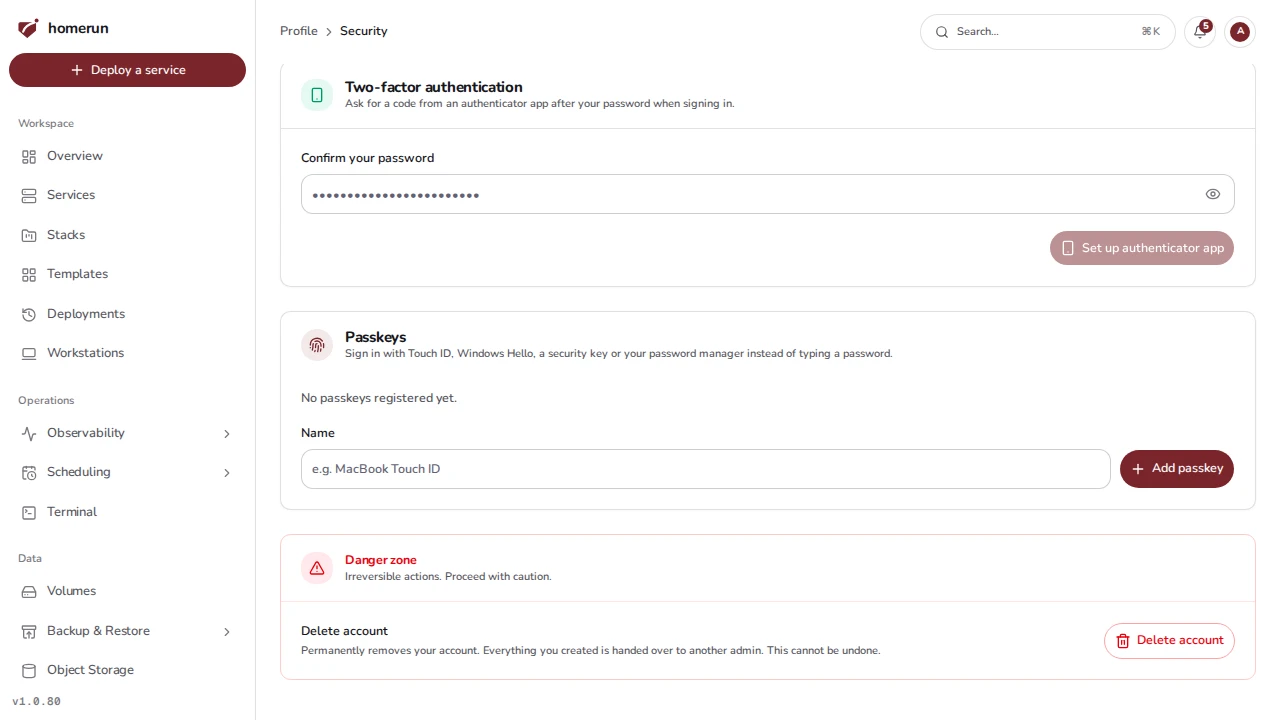 homerun
Deploy a service
Workspace
Overview
Services
Stacks
Templates
Deployments
Workstations
Operations
Observability
Scheduling
Terminal
Data
Volumes
Backup & Restore
Object Storage
v1.0.80
Profile > Security
Search... ⌘K
5
A
Two-factor authentication
Ask for a code from an authenticator app after your password when signing in.
Confirm your password
••••••••••••••••••••••••
Set up authenticator app
Passkeys
Sign in with Touch ID, Windows Hello, a security key or your password manager instead of typing a password.
No passkeys registered yet.
Name
e.g. MacBook Touch ID
Add passkey
Danger zone
Irreversible actions. Proceed with caution.
Delete account
Permanently removes your account. Everything you created is handed over to another admin. This cannot be undone.
Delete account